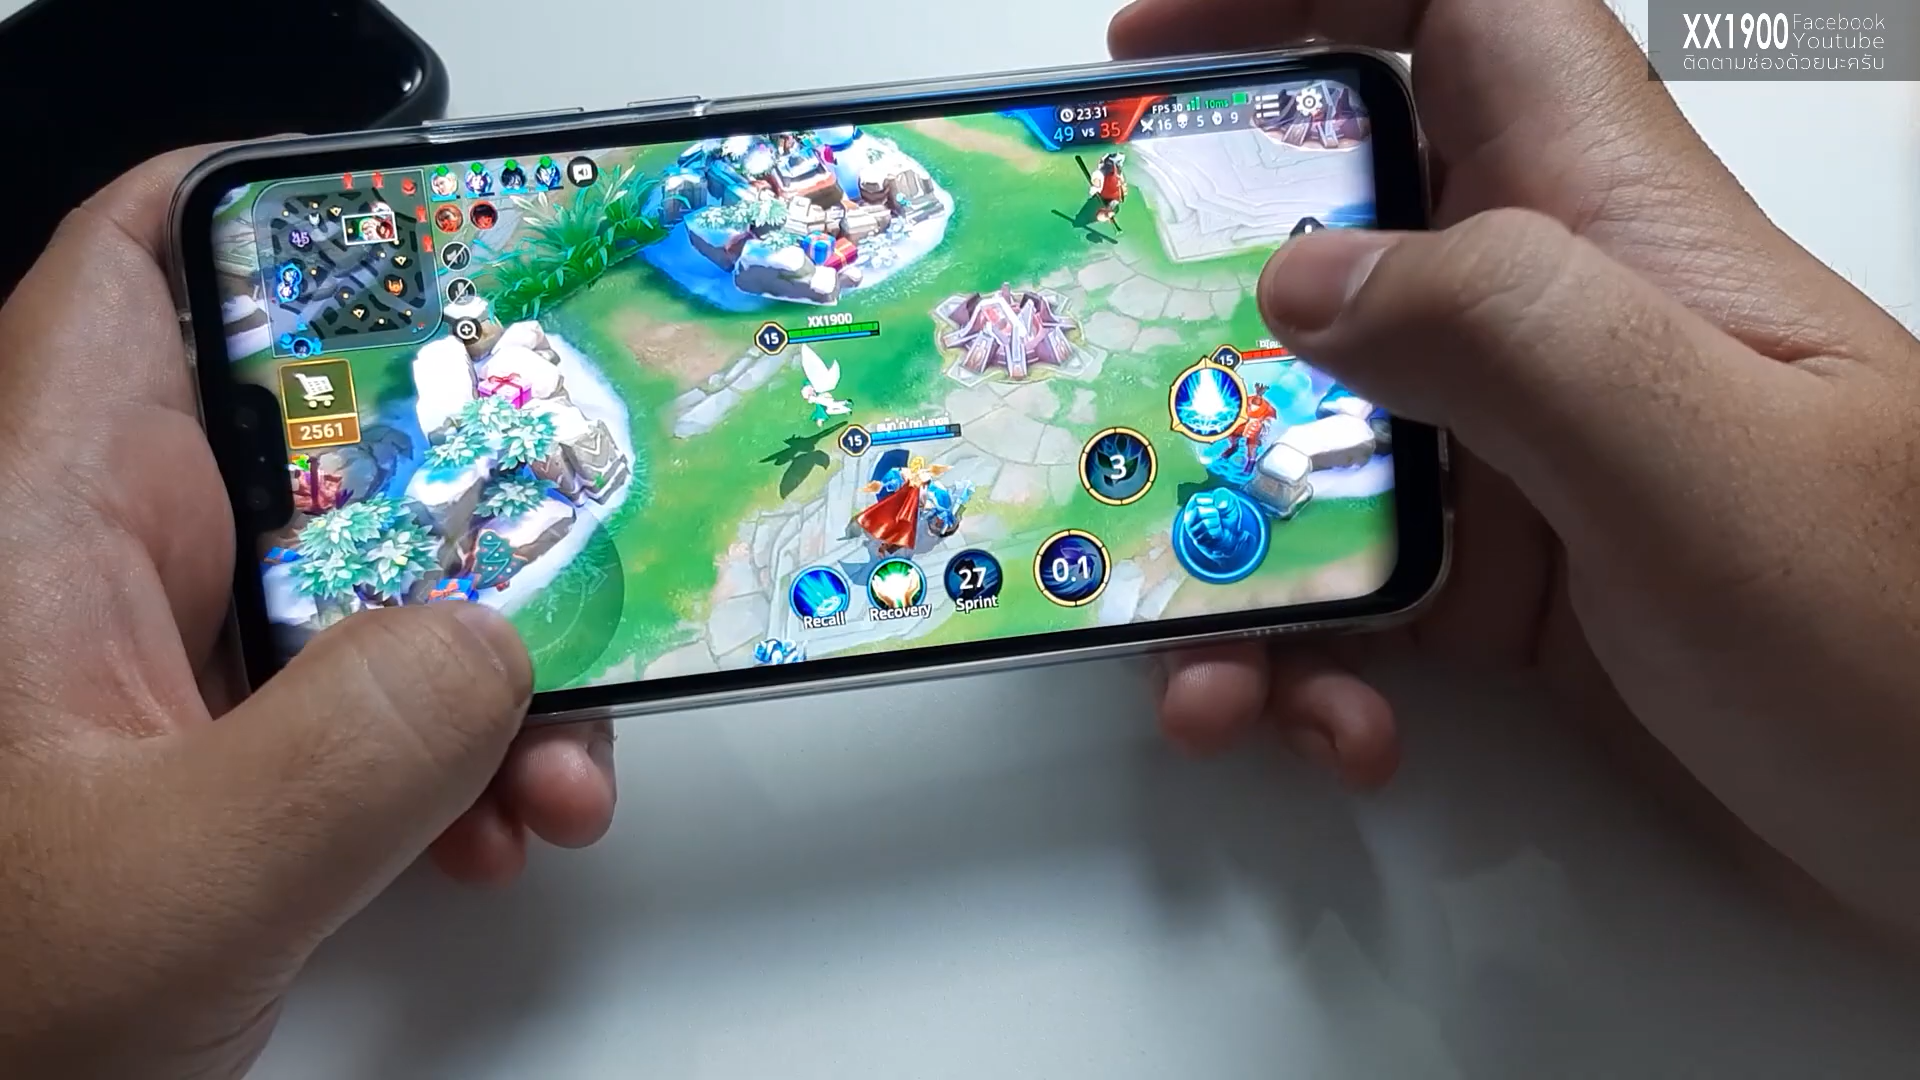 XX1900 Facebook
Youtube
ติดตามช่องด้วยนะครับ
23:31
49 vs 35
FPS 30 10ms
16 5 9
45
2561
15 XX1900
15
15
3
0.1
27
Recall
Recovery
Sprint